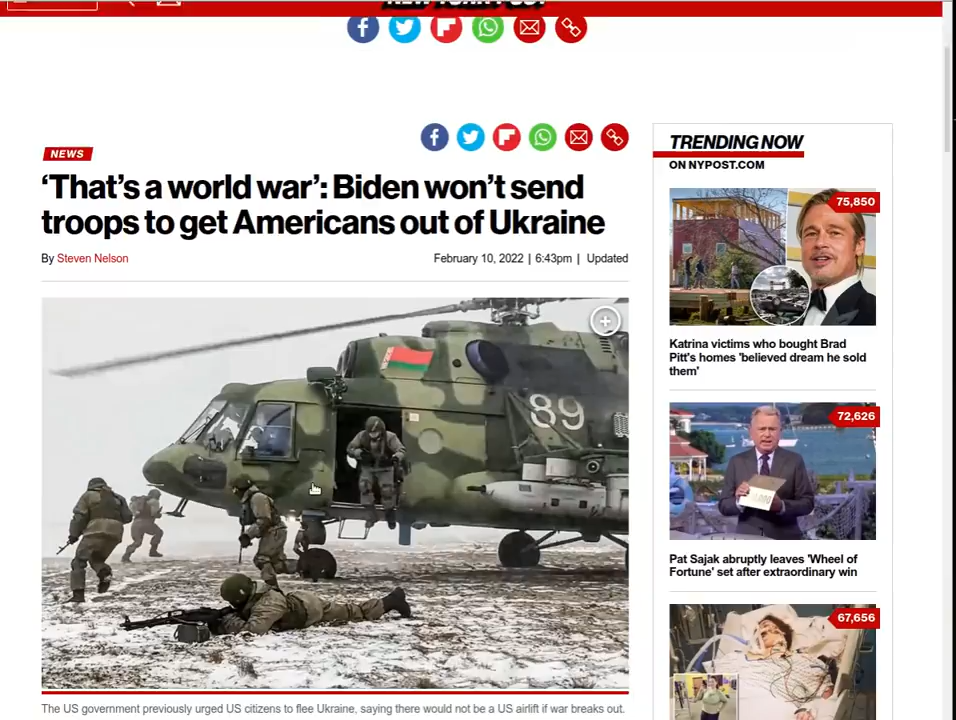 NEW YORK POST
NEWS
'That's a world war': Biden won't send
troops to get Americans out of Ukraine
By Steven Nelson
February 10, 2022 | 6:43pm | Updated
89
The US government previously urged US citizens to flee Ukraine, saying there would not be a US airlift if war breaks out.
TRENDING NOW
ON NYPOST.COM
75,850
Katrina victims who bought Brad
Pitt's homes 'believed dream he sold
them'
72,626
Pat Sajak abruptly leaves 'Wheel of
Fortune' set after extraordinary win
67,656